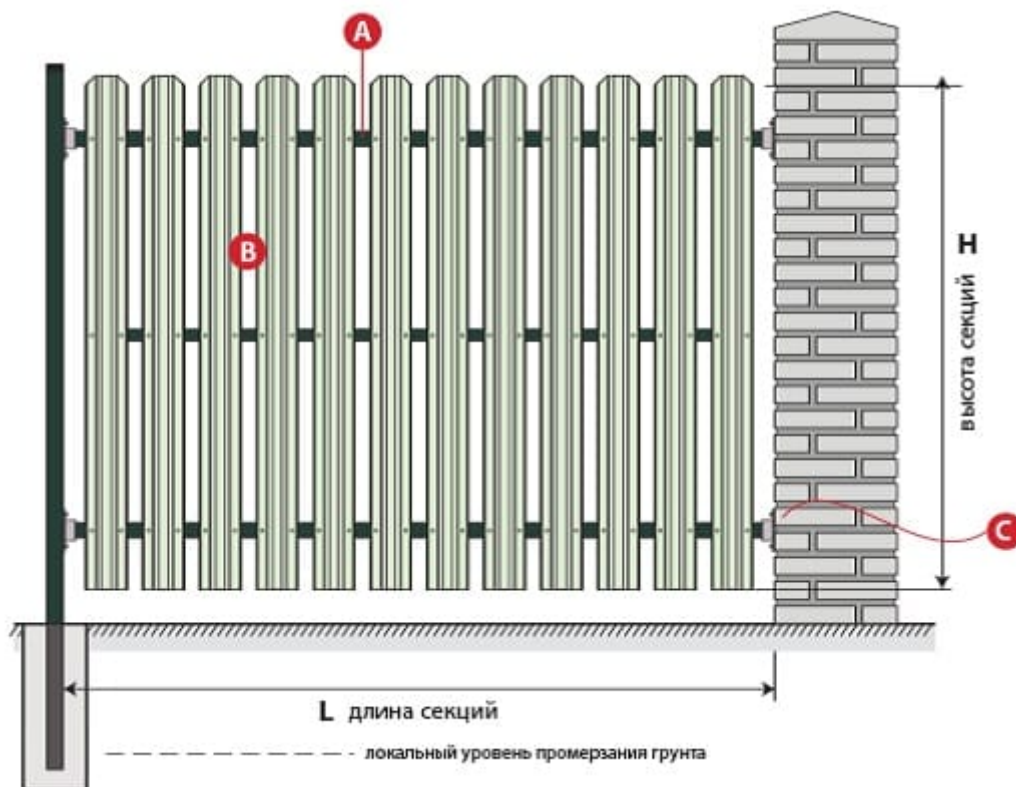 A
B
H
высота секций
C
L длина секций
локальный уровень промерзания грунта